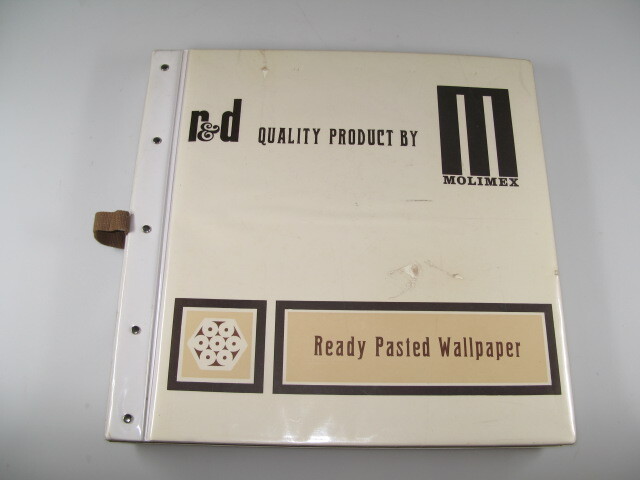 r&d QUALITY PRODUCT BY
MOLIMEX
Ready Pasted Wallpaper